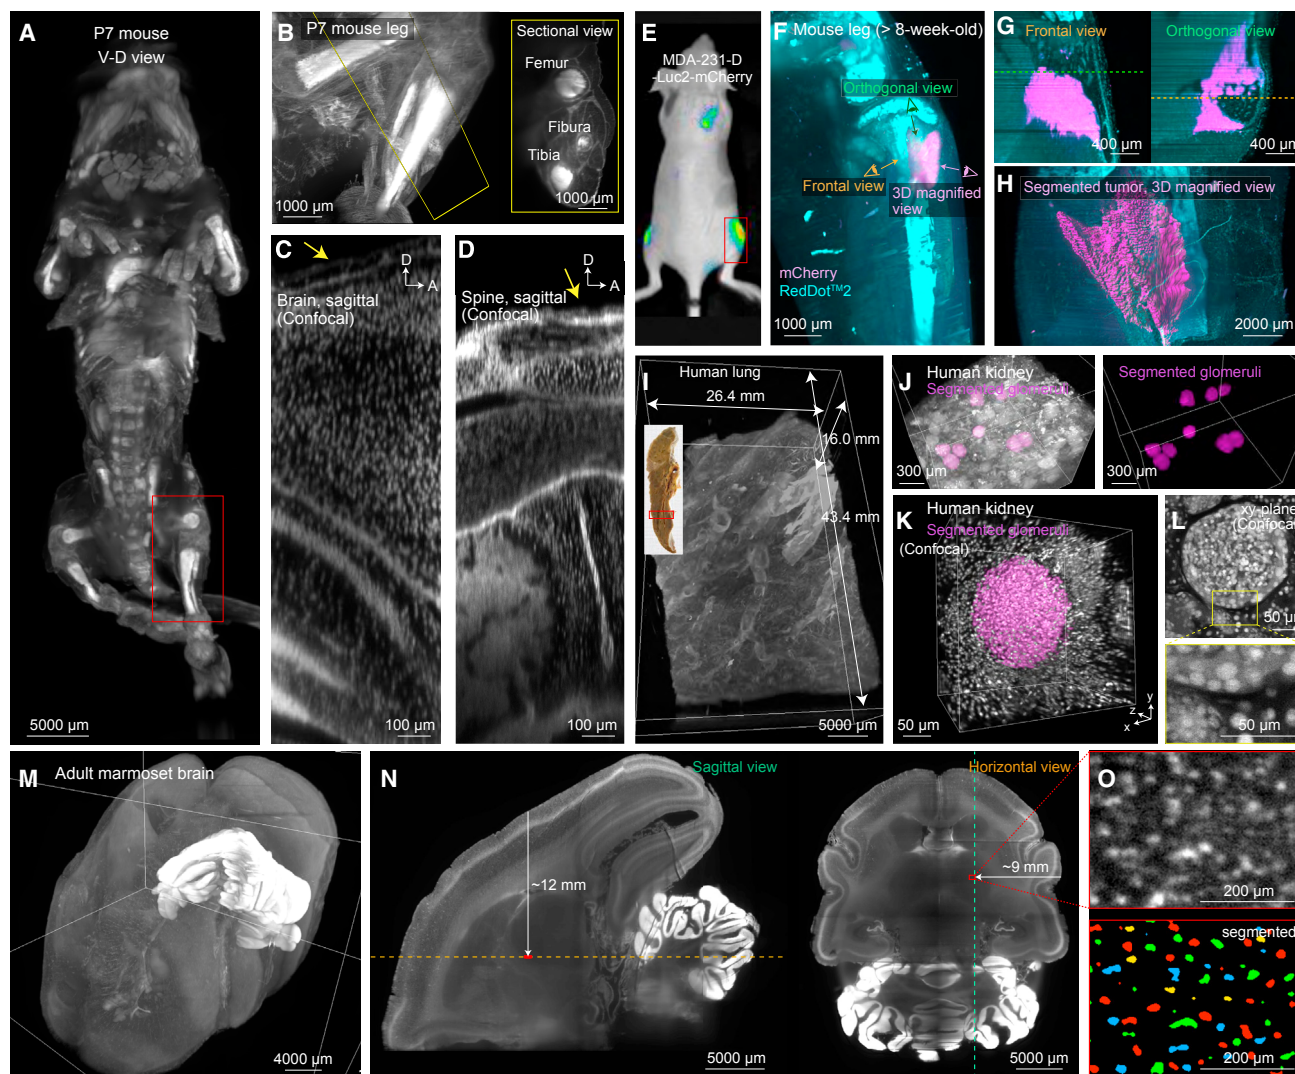 A
P7 mouse
V-D view
5000 µm
B
P7 mouse leg
1000 µm
Sectional view
Femur
Fibura
Tibia
1000 µm
C
D
A
Brain, sagittal
(Confocal)
100 µm
D
D
A
Spine, sagittal
(Confocal)
100 µm
E
MDA-231-D
-Luc2-mCherry
F
Mouse leg (> 8-week-old)
Orthogonal view
Frontal view
3D magnified
view
mCherry
RedDot™2
1000 µm
G
Frontal view
400 µm
Orthogonal view
400 µm
H
Segmented tumor, 3D magnified view
2000 µm
I
Human lung
26.4 mm
16.0 mm
43.4 mm
5000 µm
J
Human kidney
Segmented glomeruli
300 µm
Segmented glomeruli
300 µm
K
Human kidney
Segmented glomeruli
(Confocal)
50 µm
y
z
x
L
xy-plane
(Confocal
50 µm
50 µm
M
Adult marmoset brain
4000 µm
N
Sagittal view
~12 mm
5000 µm
Horizontal view
~9 mm
5000 µm
O
200 µm
segmented
200 µm